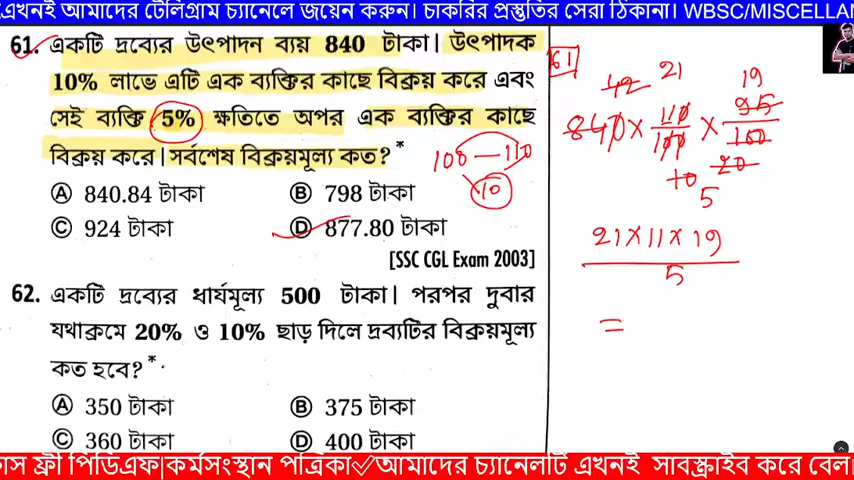 এখনই আমাদের টেলিগ্রাম চ্যানেলে জয়েন করুন। চাকরির প্রস্তুতির সেরা ঠিকানা। WBSC/MISCELLAN
61. একটি দ্রব্যের উৎপাদন ব্যয় 840 টাকা। উৎপাদক
10% লাভে এটি এক ব্যক্তির কাছে বিক্রয় করে এবং
সেই ব্যক্তি 5% ক্ষতিতে অপর এক ব্যক্তির কাছে
বিক্রয় করে। সর্বশেষ বিক্রয়মূল্য কত?*
Ⓐ 840.84 টাকা Ⓑ 798 টাকা
Ⓒ 924 টাকা Ⓓ 877.80 টাকা
[SSC CGL Exam 2003]
62. একটি দ্রব্যের ধার্যমূল্য 500 টাকা। পরপর দুবার
যথাক্রমে 20% ও 10% ছাড় দিলে দ্রব্যটির বিক্রয়মূল্য
কত হবে?*
Ⓐ 350 টাকা Ⓑ 375 টাকা
Ⓒ 360 টাকা Ⓓ 400 টাকা
100 — 110
10
61
42 21 19
840 × 110/100 × 95/100
10 20
5
21 × 11 × 19
5
=
াস ফ্রী পিডিএফ|কর্মসংস্থান পত্রিকা✓আমাদের চ্যানেলটি এখনই সাবস্ক্রাইব করে বেল